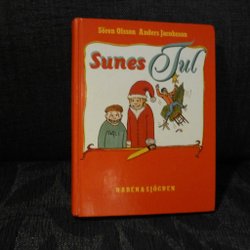 Sören Olsson Anders Jacobsson
Sunes Jul
RABÉN & SJÖGREN